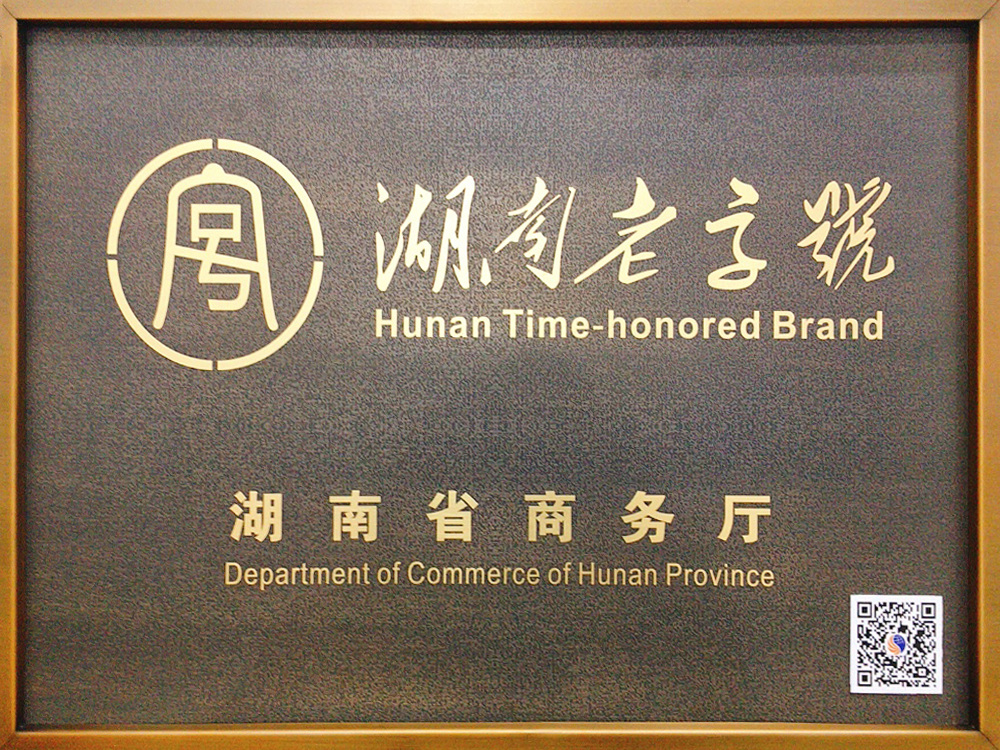 湖南老字號
Hunan Time-honored Brand
湖南省商务厅
Department of Commerce of Hunan Province